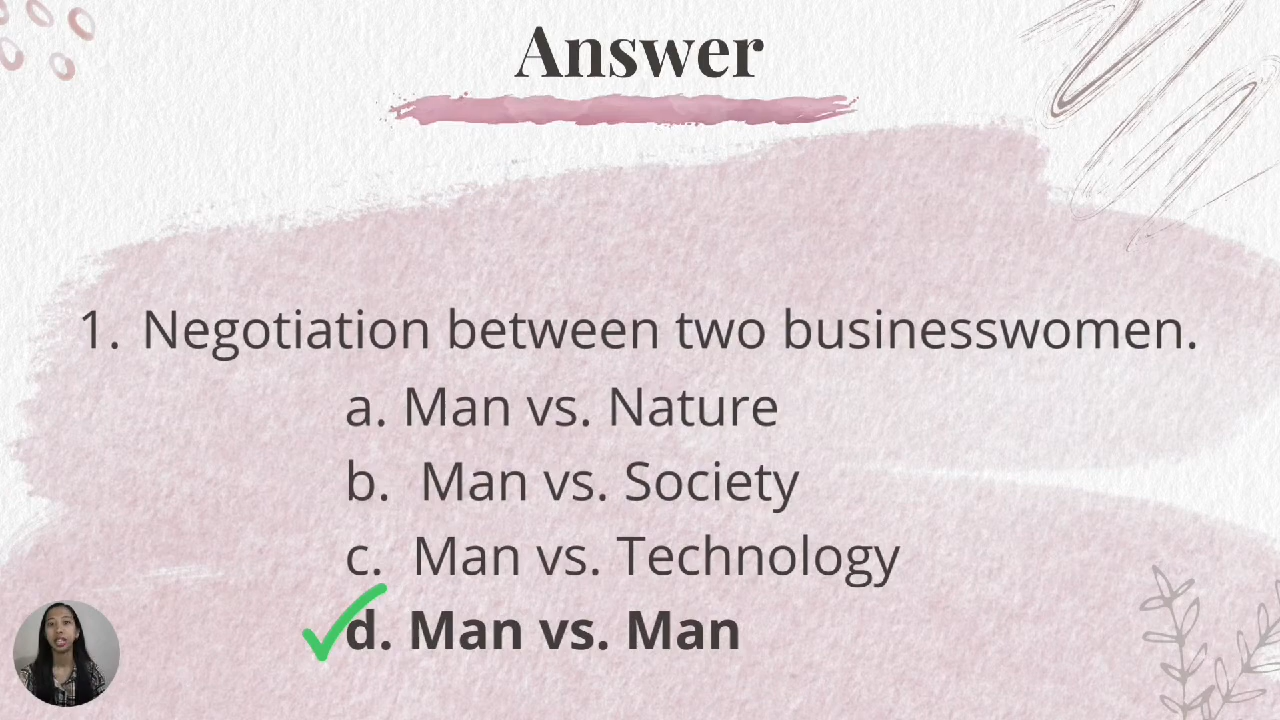 Answer
1. Negotiation between two businesswomen.
a. Man vs. Nature
b. Man vs. Society
c. Man vs. Technology
d. Man vs. Man